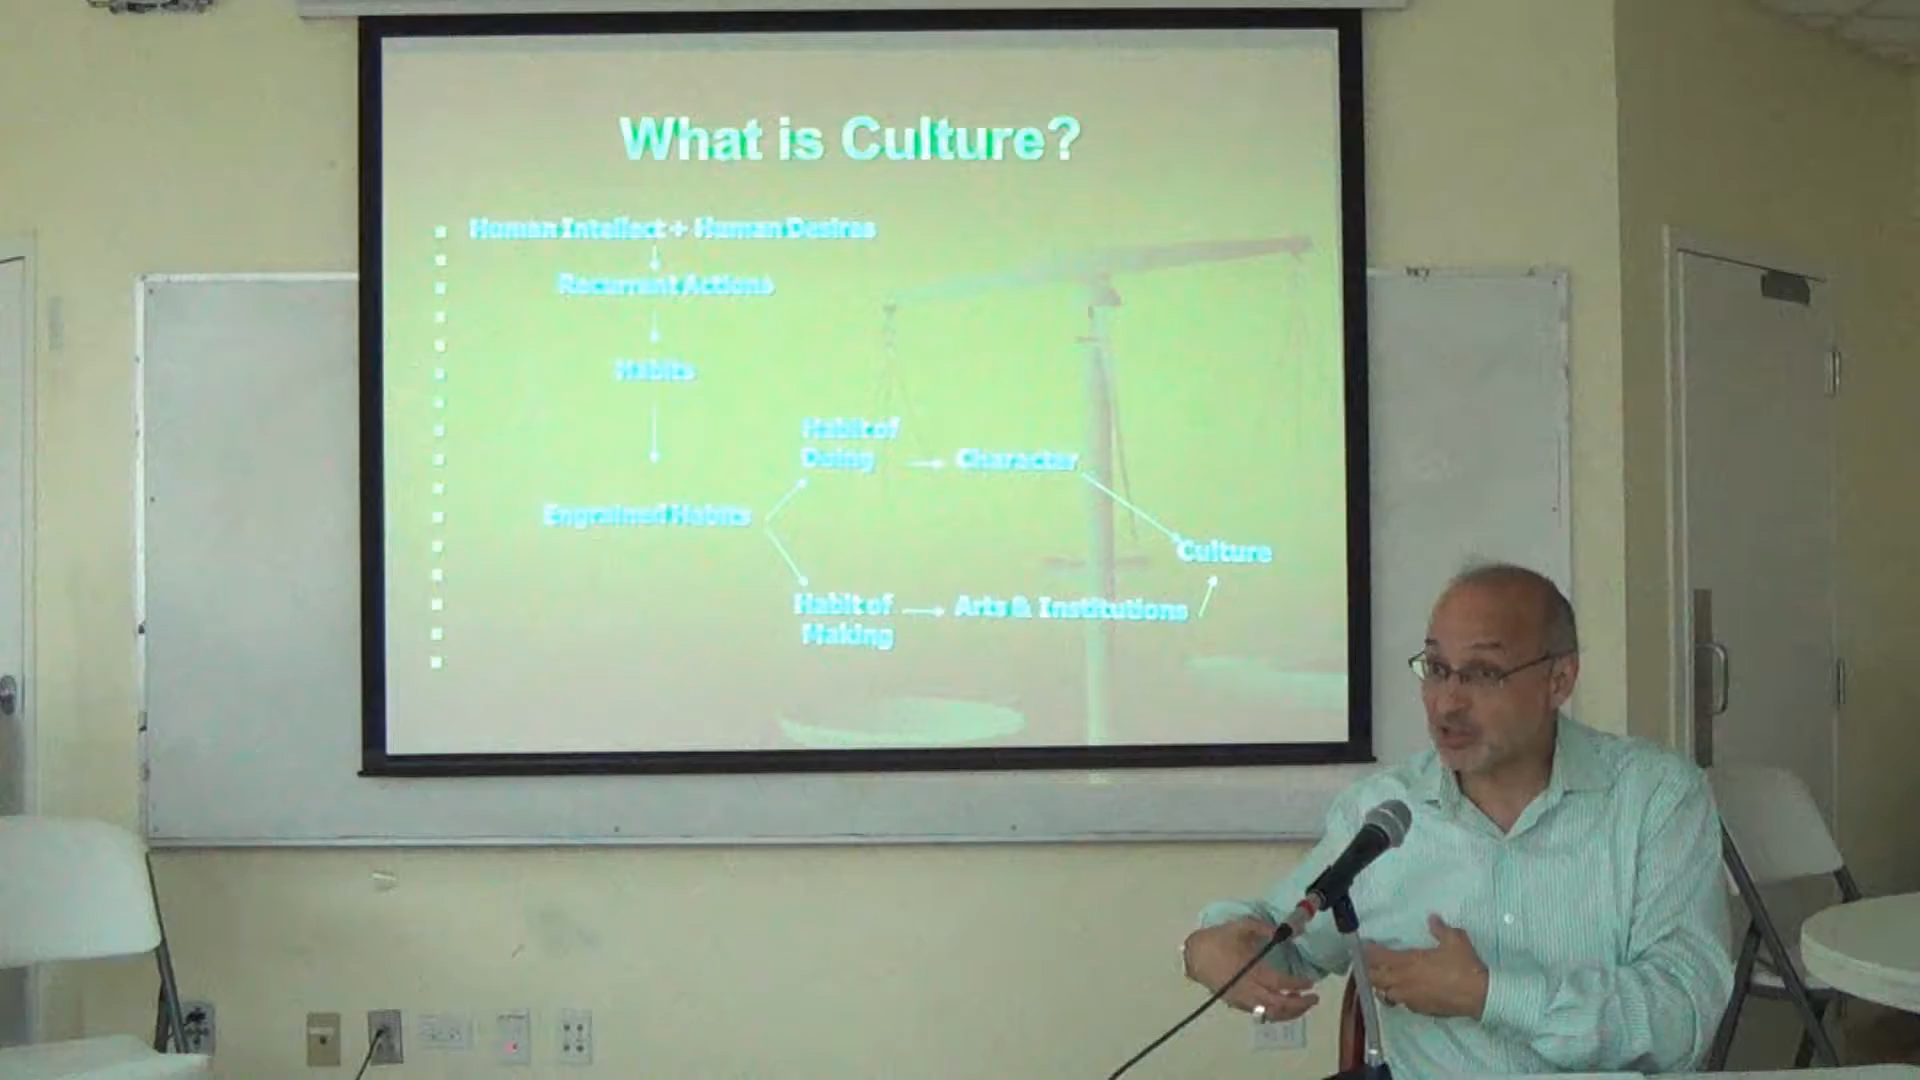 What is Culture?
Human Intellect + Human Desires
Recurrent Actions
Habits
Habit of
Doing
Character
Engrained Habits
Culture
Habit of
Making
Arts & Institutions